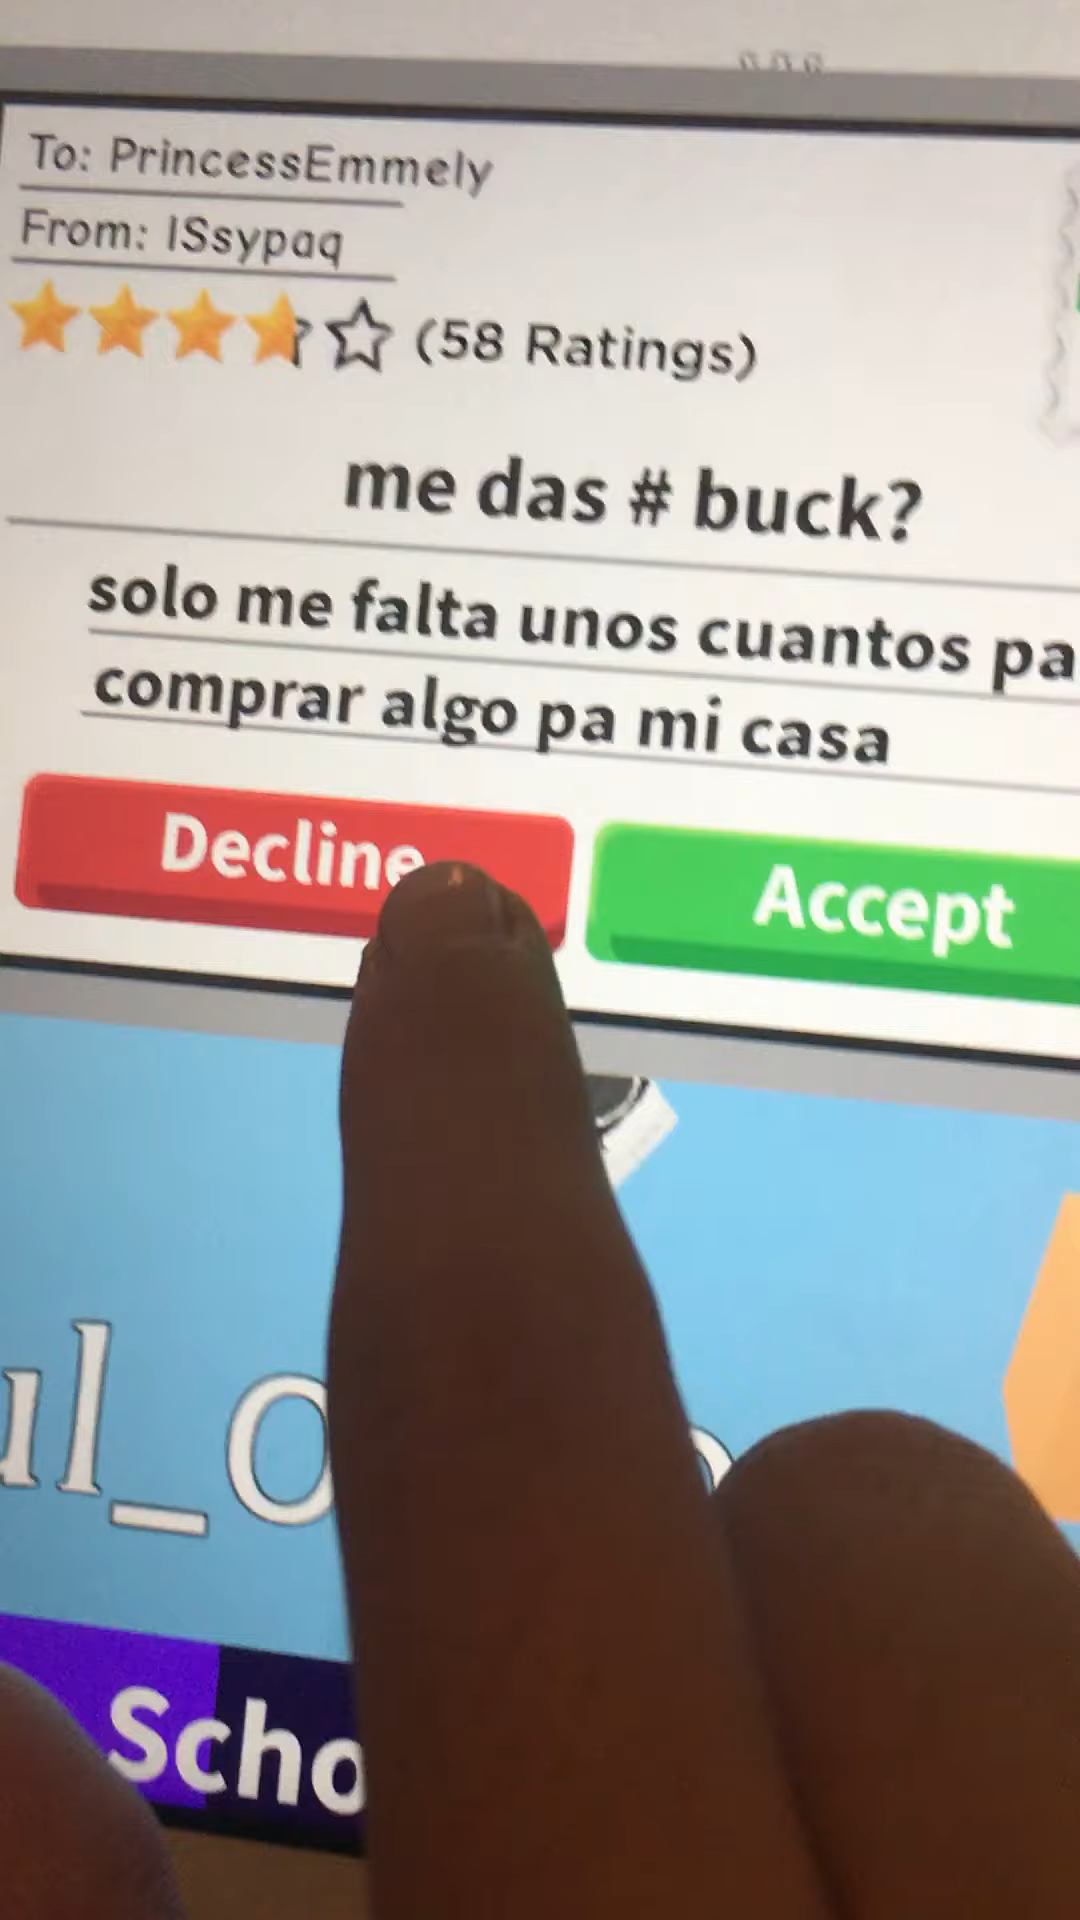 To: PrincessEmmely
From: ISsypaq
(58 Ratings)
me das # buck?
solo me falta unos cuantos pa
comprar algo pa mi casa
Decline
Accept